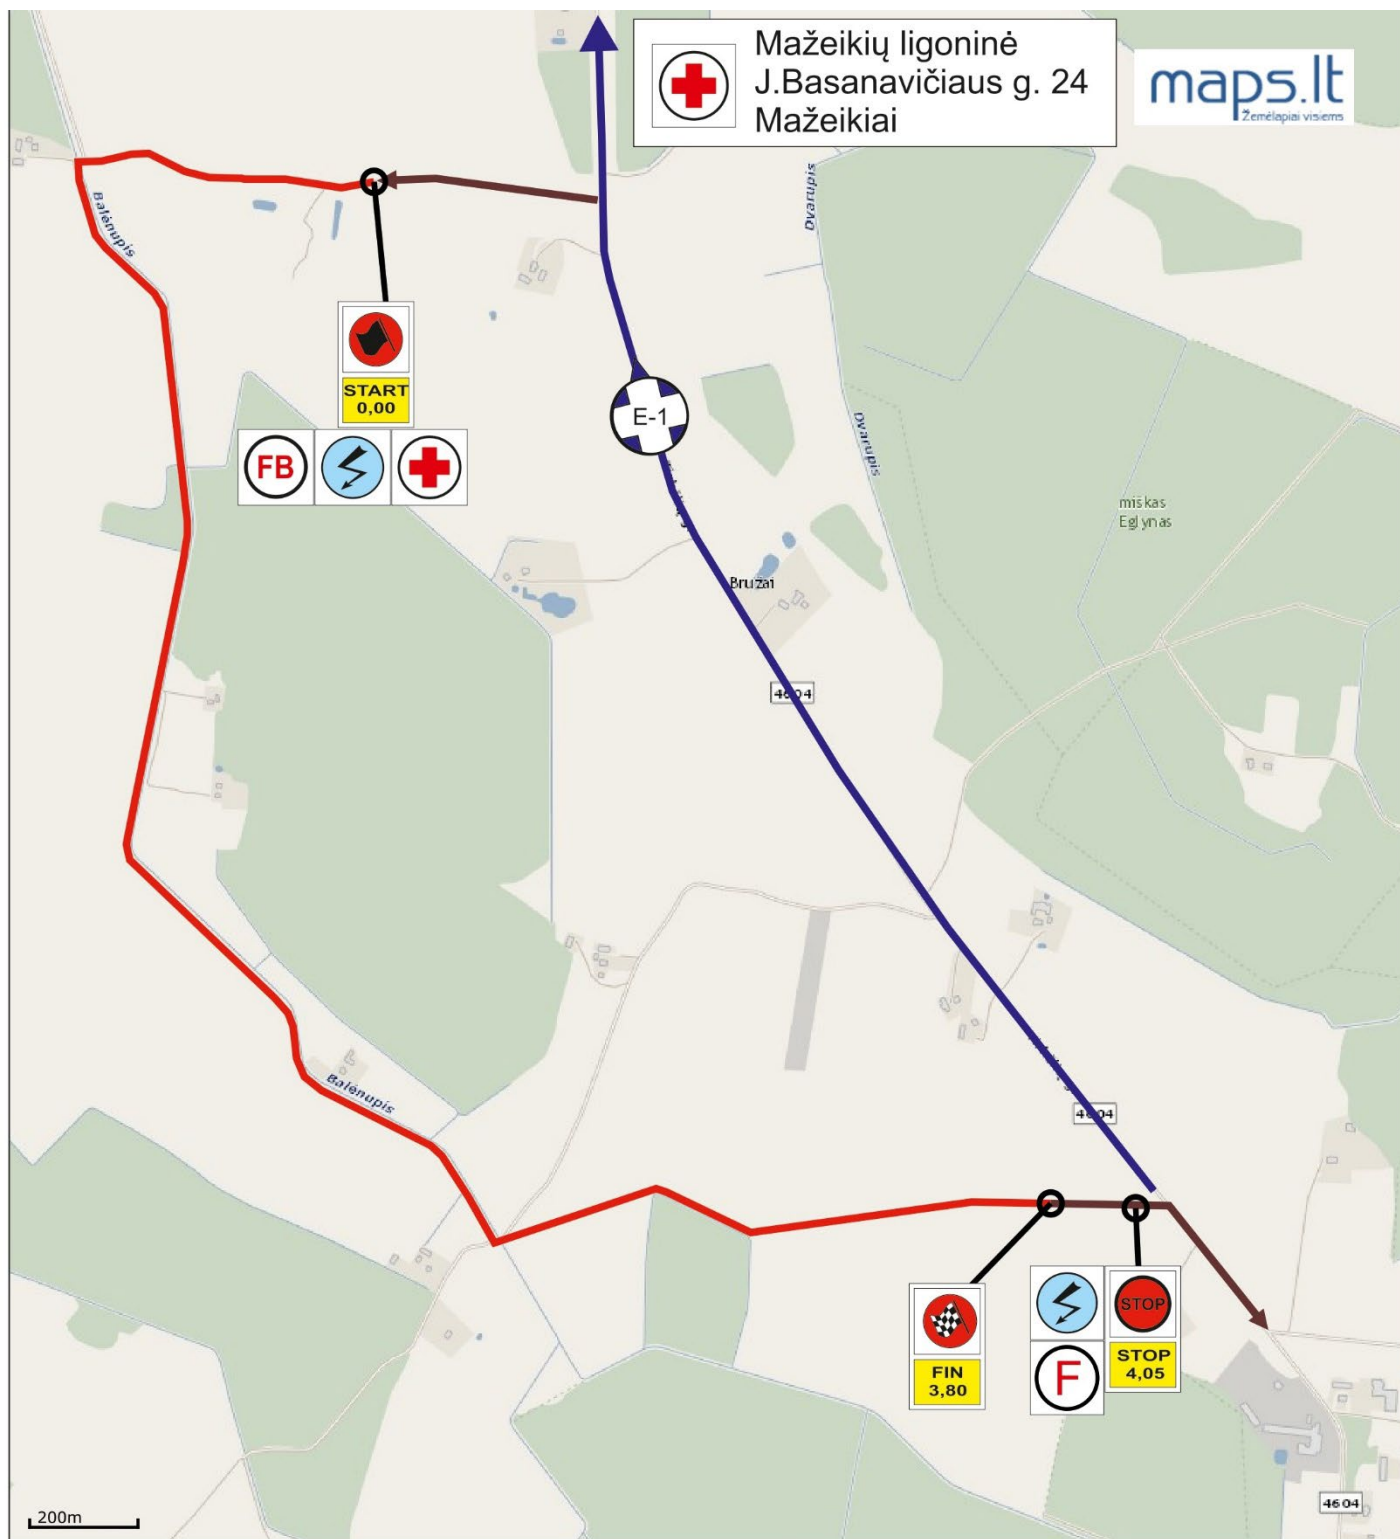 Mažeikių ligoninė
J.Basanavičiaus g. 24
Mažeikiai
maps.lt
Žemėlapiai visiems
Balėnupis
Dvarupis
START
0,00
FB
E-1
Dvarupis
miškas
Eglynas
Bružai
4604
Balėnupis
4604
STOP
FIN
3,80
F
STOP
4,05
4604
200m